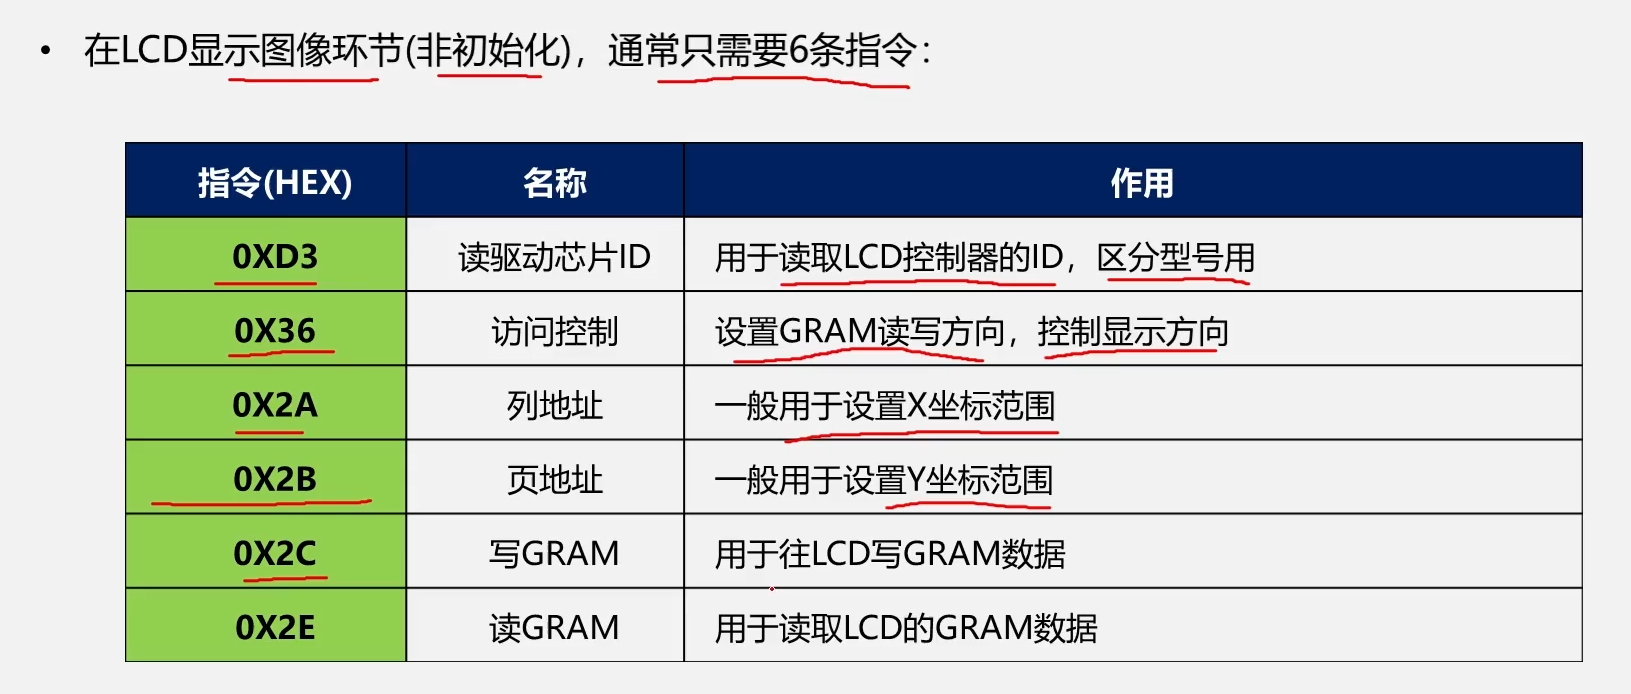 • 在LCD显示图像环节(非初始化)，通常只需要6条指令：
指令(HEX) 名称 作用
0XD3 读驱动芯片ID 用于读取LCD控制器的ID，区分型号用
0X36 访问控制 设置GRAM读写方向，控制显示方向
0X2A 列地址 一般用于设置X坐标范围
0X2B 页地址 一般用于设置Y坐标范围
0X2C 写GRAM 用于往LCD写GRAM数据
0X2E 读GRAM 用于读取LCD的GRAM数据